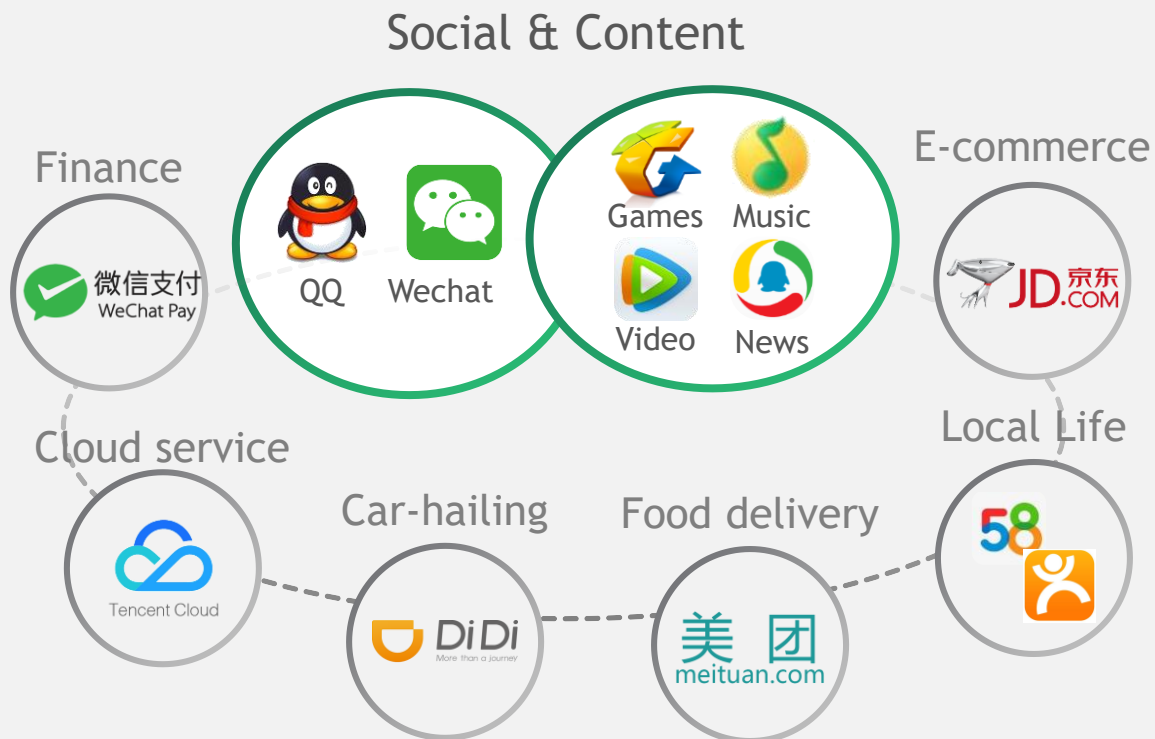 Social & Content
Finance
E-commerce
Games
Music
微信支付
WeChat Pay
QQ
Wechat
Video
News
京东
JD.COM
Cloud service
Local Life
Car-hailing
Food delivery
58
Tencent Cloud
DiDi
More than a journey
美团
meituan.com